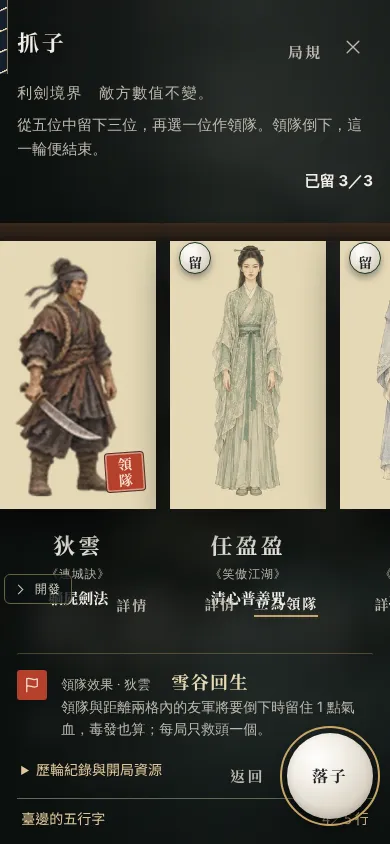 抓子
局規
利劍境界　敵方數值不變。
從五位中留下三位，再選一位作領隊。領隊倒下，這
一輪便結束。
已留 3／3
留
留
領
隊
狄雲
任盈盈
《連城訣》
《笑傲江湖》
開發
劍法
詳情
清心普善咒
詳情
立為領隊
領隊效果 · 狄雲
雪谷回生
領隊與距離兩格內的友軍將要倒下時留住 1 點氣
血，毒發也算；每局只救頭一個。
歷輪紀錄與開局資源
返回
落子
臺邊的五行字
行